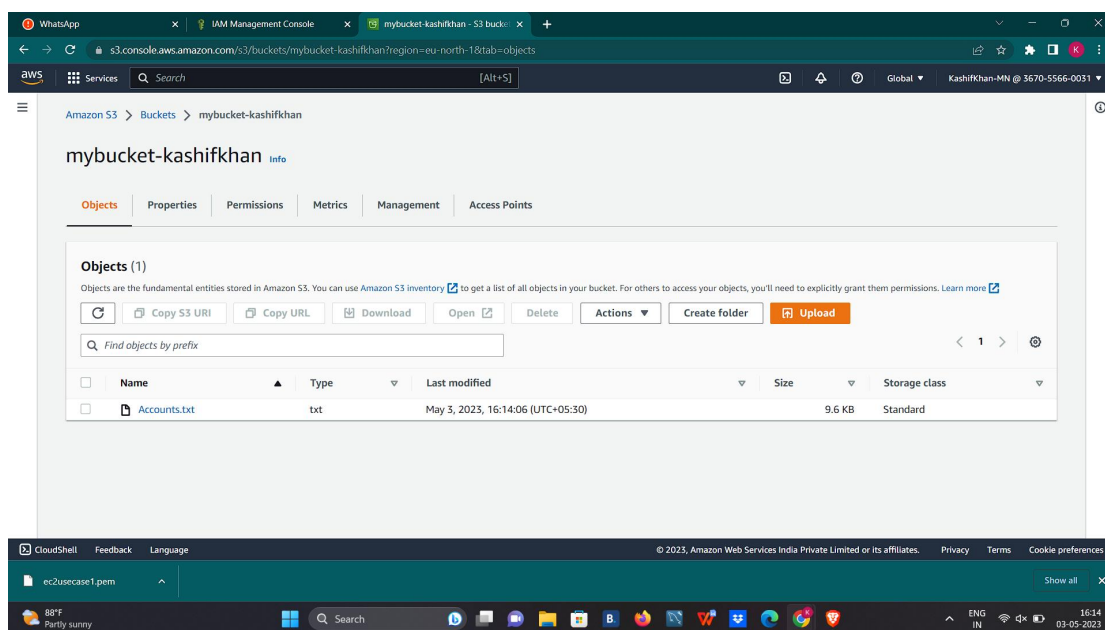 WhatsApp
IAM Management Console
mybucket-kashifkhan - S3 bucke
s3.console.aws.amazon.com/s3/buckets/mybucket-kashifkhan?region=eu-north-1&tab=objects
K
aws Services Search [Alt+S] Global KashifKhan-MN @ 3670-5566-0031
Amazon S3 > Buckets > mybucket-kashifkhan
mybucket-kashifkhan Info
Objects Properties Permissions Metrics Management Access Points
Objects (1)
Objects are the fundamental entities stored in Amazon S3. You can use Amazon S3 inventory to get a list of all objects in your bucket. For others to access your objects, you'll need to explicitly grant them permissions. Learn more
Copy S3 URI Copy URL Download Open Delete Actions Create folder Upload
Find objects by prefix < 1 >
Name Type Last modified Size Storage class
Accounts.txt txt May 3, 2023, 16:14:06 (UTC+05:30) 9.6 KB Standard
CloudShell Feedback Language © 2023, Amazon Web Services India Private Limited or its affiliates. Privacy Terms Cookie preferences
ec2usecase1.pem Show all
88°F Search ENG 16:14
Partly sunny IN 03-05-2023